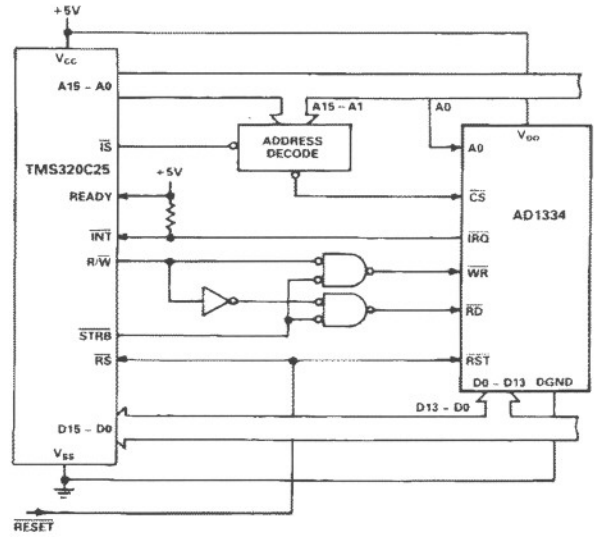 +5V
VCC
A15 – A0
A15 – A1
A0
VDD
A0
ADDRESS
DECODE
IS
TMS320C25
+5V
READY
CS
AD1334
INT
IRQ
R/W
WR
RD
STRB
RS
RST
D0 – D13
DGND
D13 – D0
D15 – D0
VSS
RESET